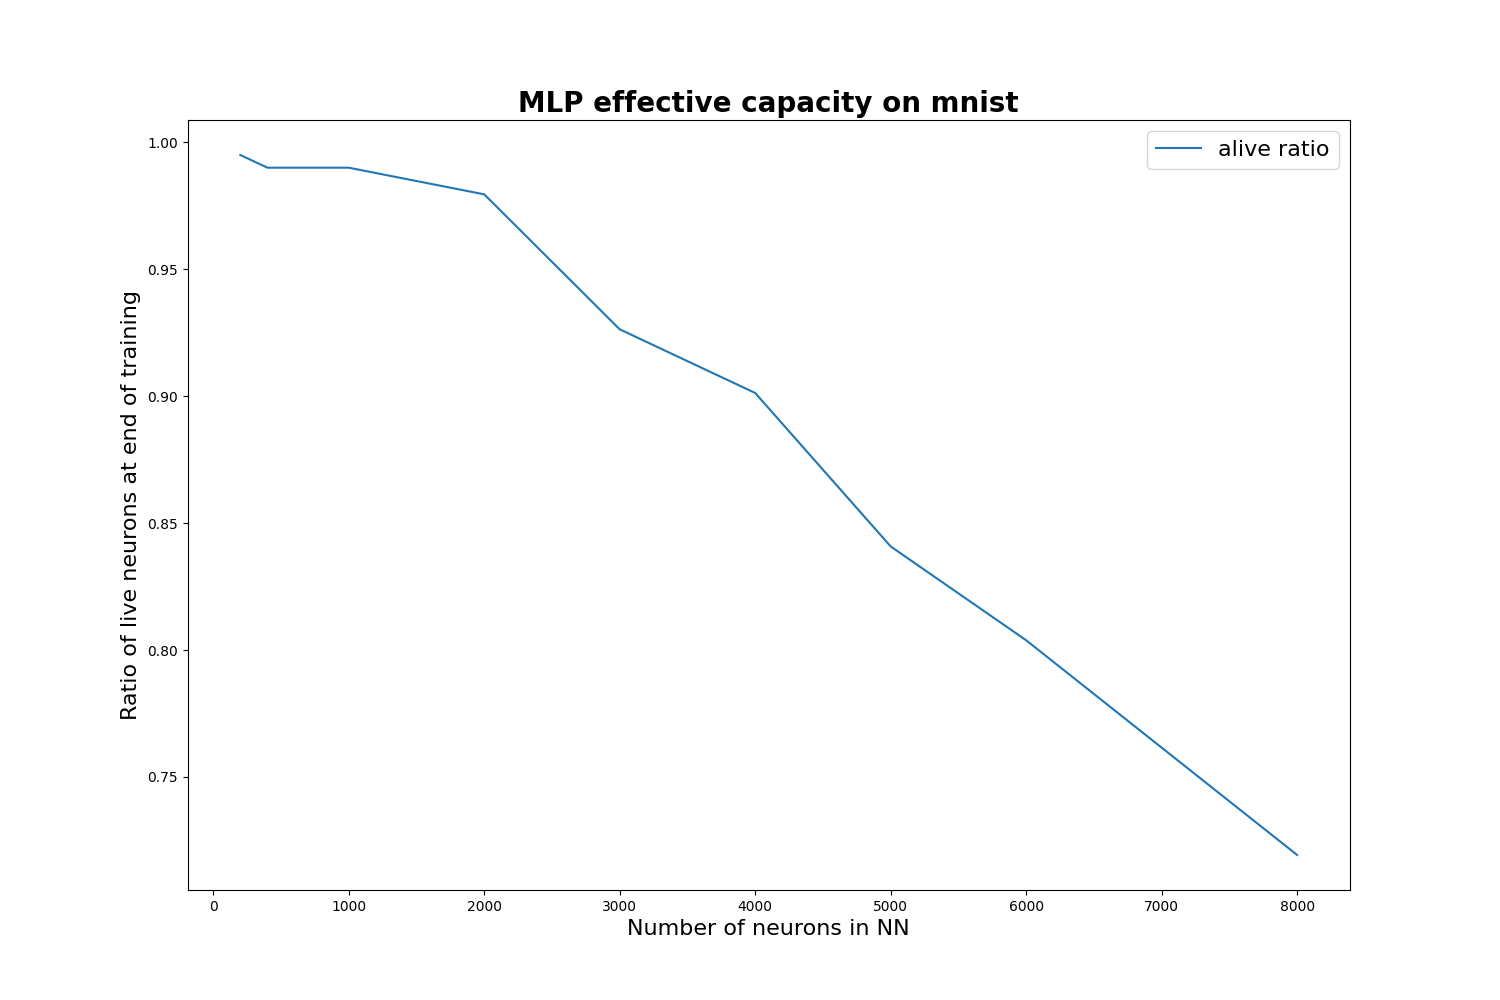 MLP effective capacity on mnist
alive ratio
1.00
0.95
0.90
0.85
0.80
0.75
Ratio of live neurons at end of training
0 1000 2000 3000 4000 5000 6000 7000 8000
Number of neurons in NN